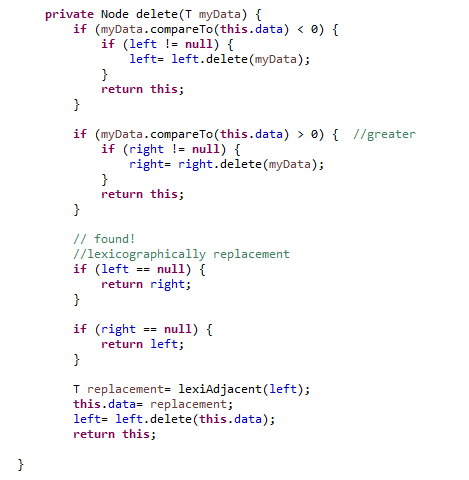 private Node delete(T myData) {
if (myData.compareTo(this.data) < 0) {
if (left != null) {
left= left.delete(myData);
}
return this;
}
if (myData.compareTo(this.data) > 0) {  //greater
if (right != null) {
right= right.delete(myData);
}
return this;
}
// found!
//lexicographically replacement
if (left == null) {
return right;
}
if (right == null) {
return left;
}
T replacement= lexiAdjacent(left);
this.data= replacement;
left= left.delete(this.data);
return this;
}